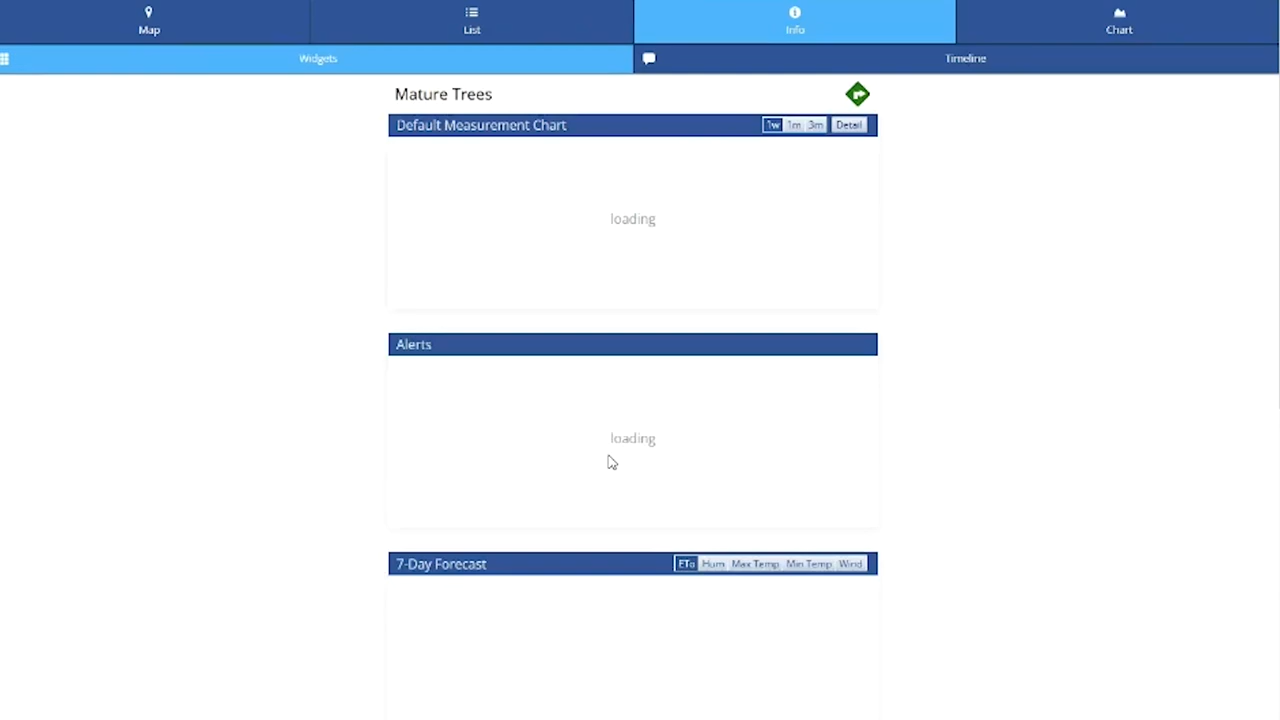 Map
List
Info
Chart
Widgets
Timeline
Mature Trees
Default Measurement Chart
1w 1m 3m Detail
loading
Alerts
loading
7-Day Forecast
ETo Hum Max Temp Min Temp Wind